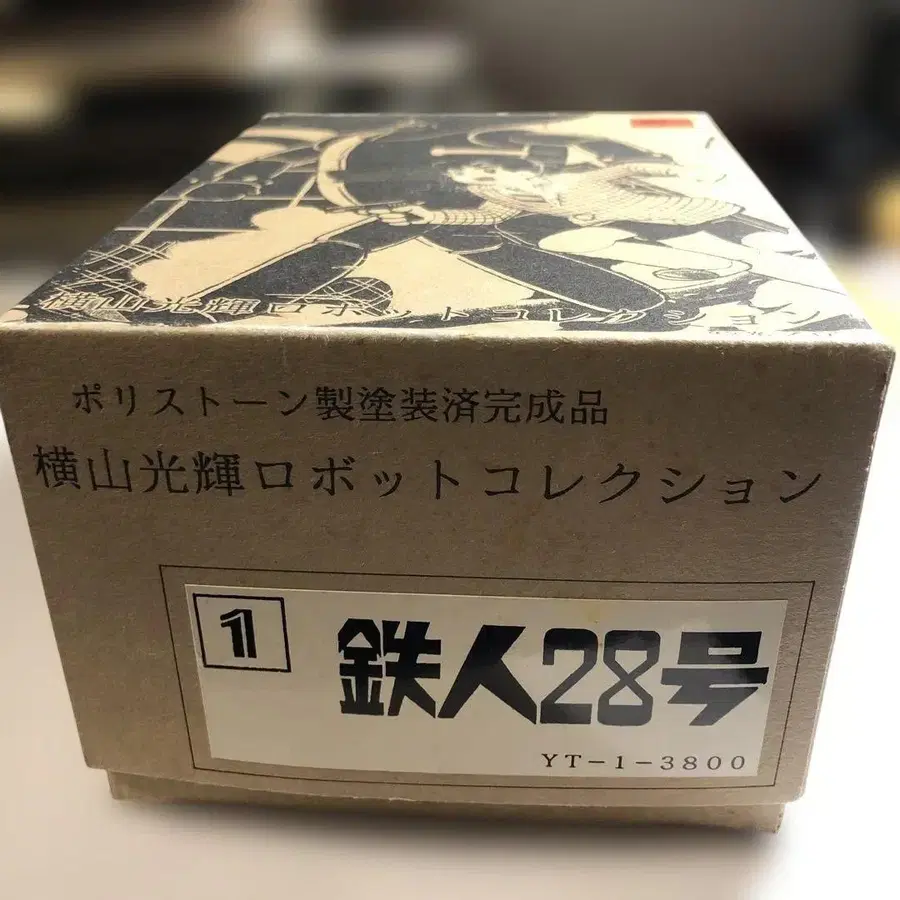 横山光輝ロボットコレクション
ポリストーン製塗装済完成品
横山光輝ロボットコレクション
1
鉄人28号
YT-1-3800